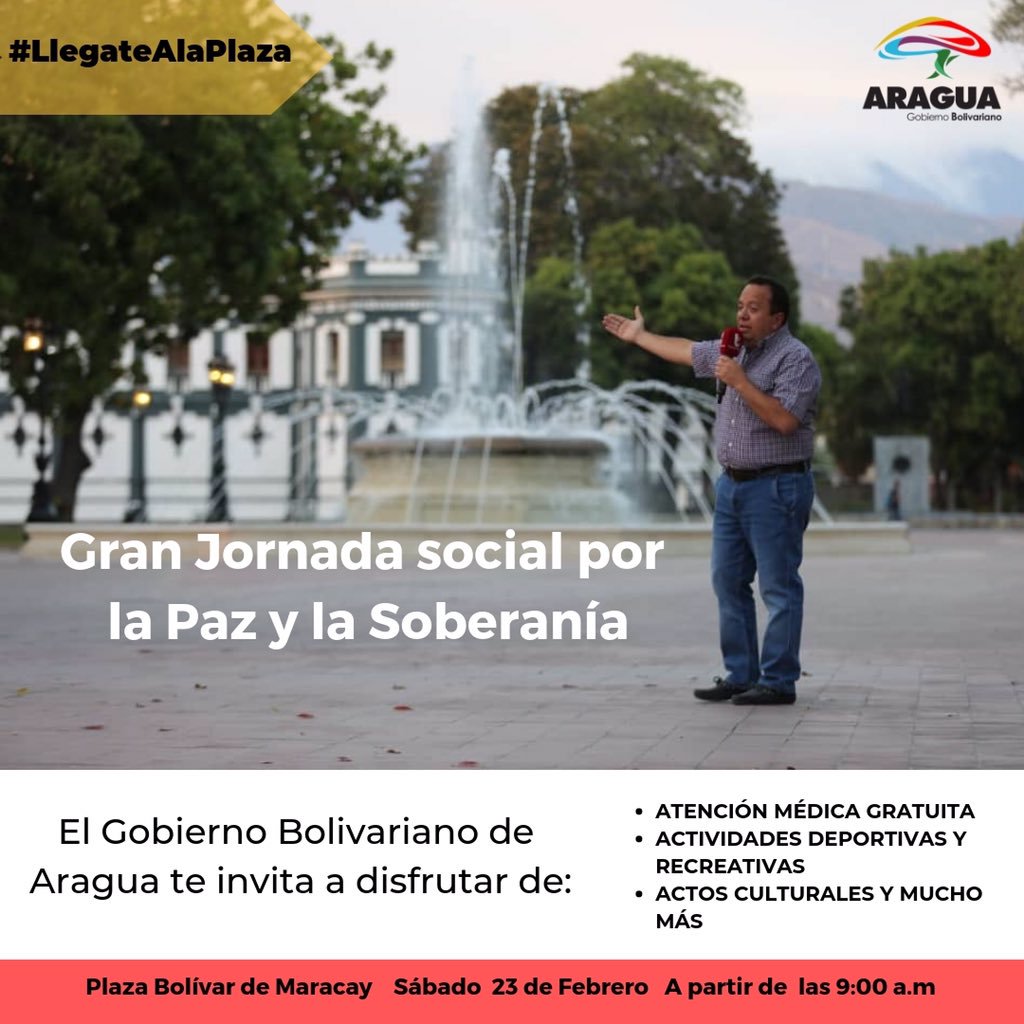 #LlegateAlaPlaza
ARAGUA
Gobierno Bolivariano
Gran Jornada social por
la Paz y la Soberanía
El Gobierno Bolivariano de
Aragua te invita a disfrutar de:
• ATENCIÓN MÉDICA GRATUITA
• ACTIVIDADES DEPORTIVAS Y
RECREATIVAS
• ACTOS CULTURALES Y MUCHO
MÁS
Plaza Bolívar de Maracay Sábado 23 de Febrero A partir de las 9:00 a.m